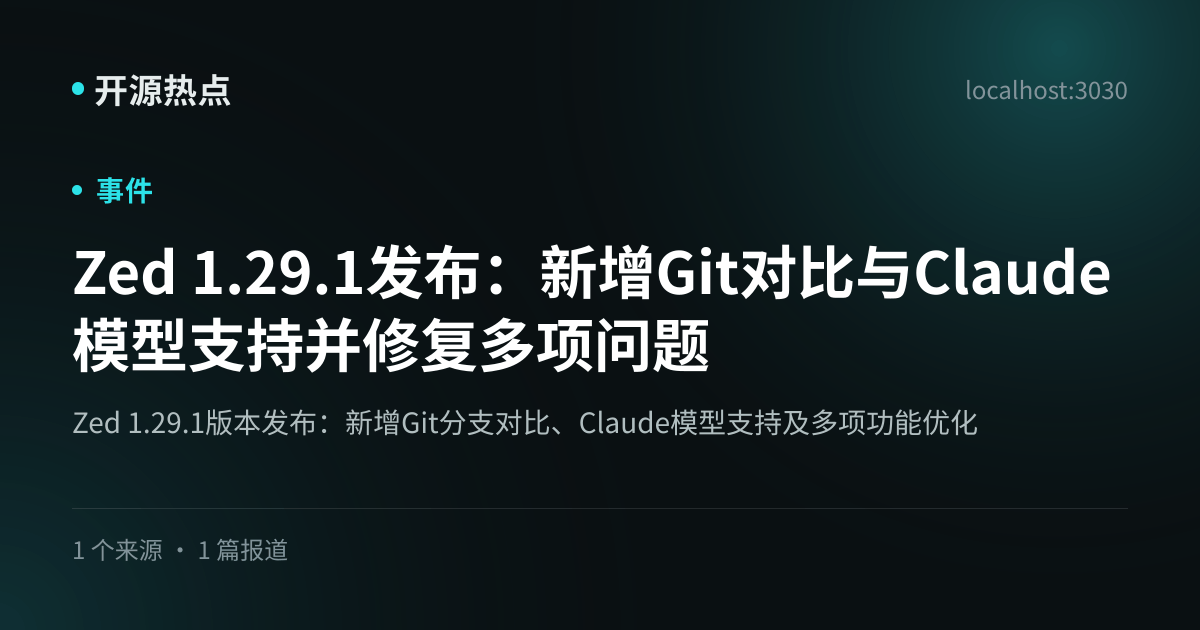 开源热点
localhost:3030
事件
Zed 1.29.1发布：新增Git对比与Claude
模型支持并修复多项问题
Zed 1.29.1版本发布：新增Git分支对比、Claude模型支持及多项功能优化
1 个来源 · 1 篇报道